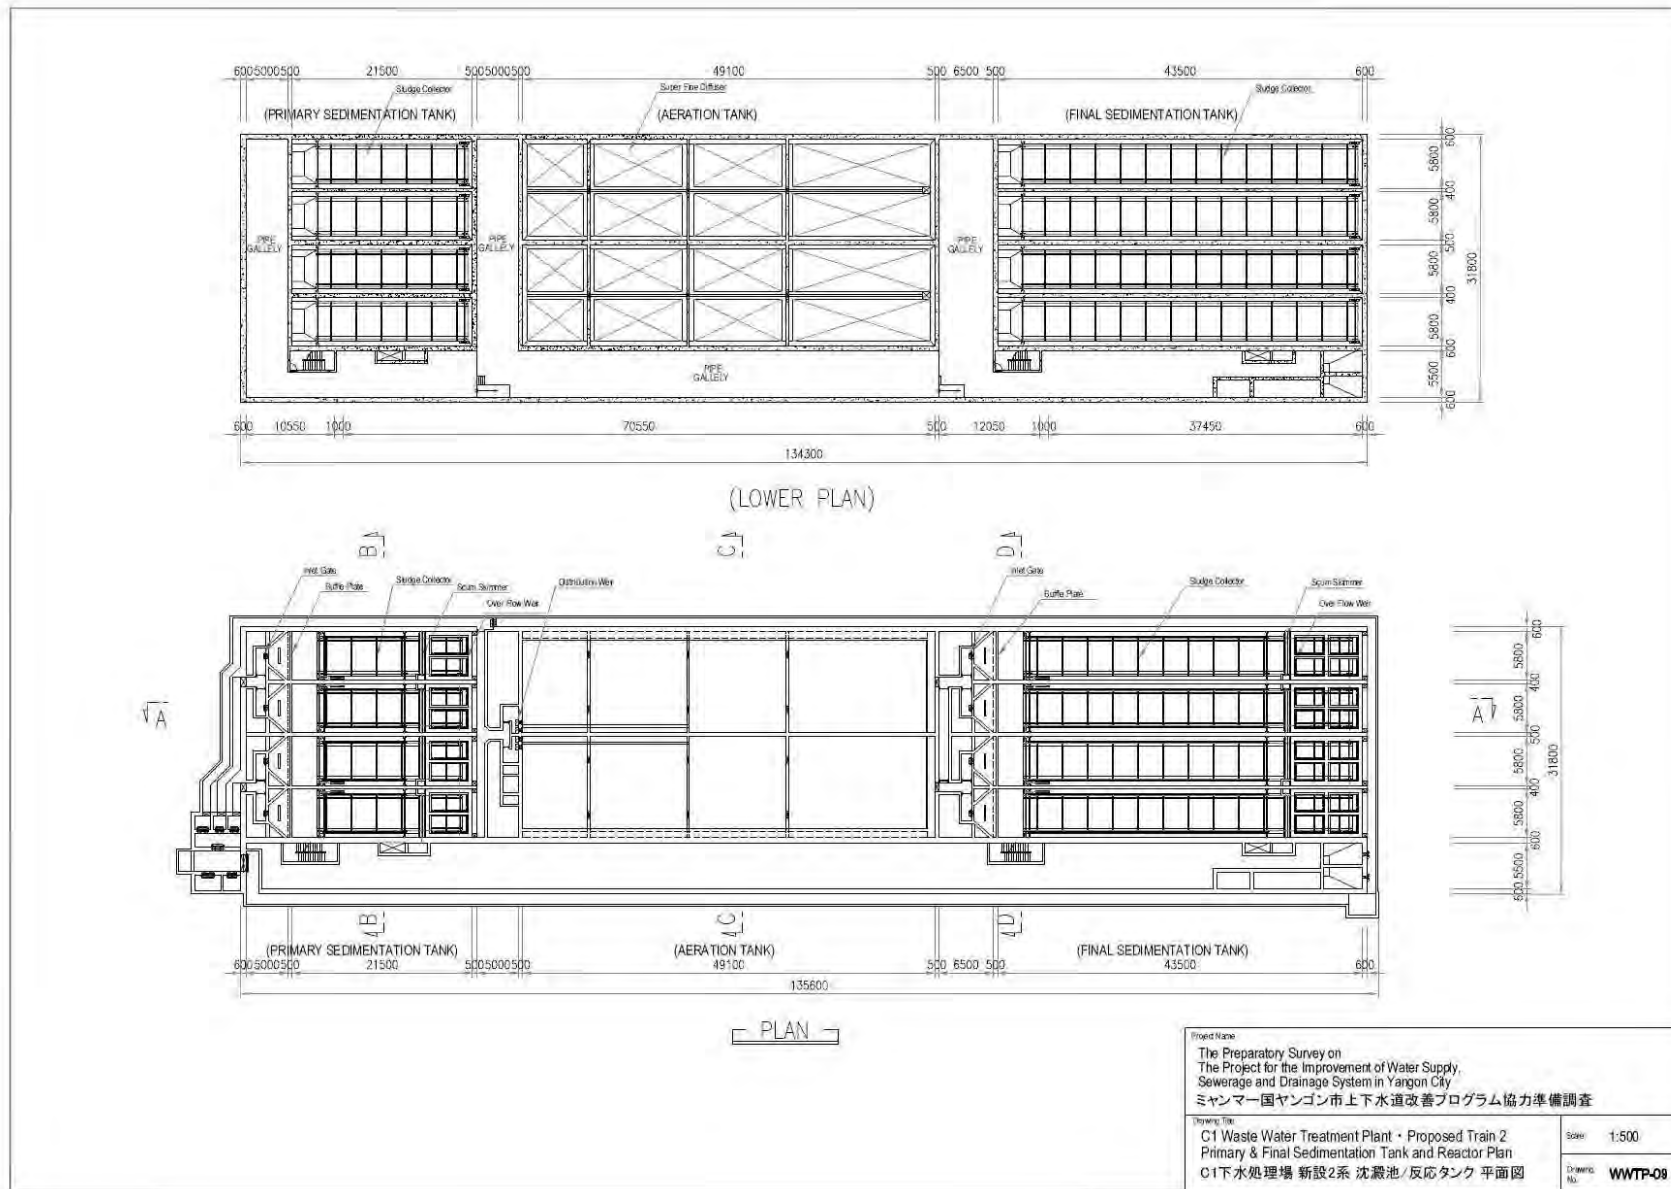 600 5000 500 21500 500 5000 500 49100 500 6500 500 43500 600
Sludge Collector Super Fine Diffuser Sludge Collector
(PRIMARY SEDIMENTATION TANK) (AERATION TANK) (FINAL SEDIMENTATION TANK)
600
5800
400
5800
500
5800
400
5800
600
5500
600
31800
PIPE GALLELY
PIPE GALLELY
PIPE GALLELY
PIPE GALLELY
600 10550 1000 70550 500 12050 1000 37450 600
134300
(LOWER PLAN)
B C D
Inlet Gate
Buffle Plate
Sludge Collector
Scum Skimmer
Over Flow Weir
Distribution Weir
Inlet Gate
Buffle Plate
Sludge Collector
Scum Skimmer
Over Flow Weir
A A
600
5800
400
5800
500
5800
400
5800
600
5500
600
31800
B C D
(PRIMARY SEDIMENTATION TANK) (AERATION TANK) (FINAL SEDIMENTATION TANK)
600 5000 500 21500 500 5000 500 49100 500 6500 500 43500 600
135600
PLAN
Project Name
The Preparatory Survey on
The Project for the Improvement of Water Supply,
Sewerage and Drainage System in Yangon City
ミャンマー国ヤンゴン市上下水道改善プログラム協力準備調査
Drawing Title
C1 Waste Water Treatment Plant・Proposed Train 2
Primary & Final Sedimentation Tank and Reactor Plan
C1下水処理場 新設2系 沈澱池/反応タンク 平面図
Scale 1:500
Drawing No. WWTP-09